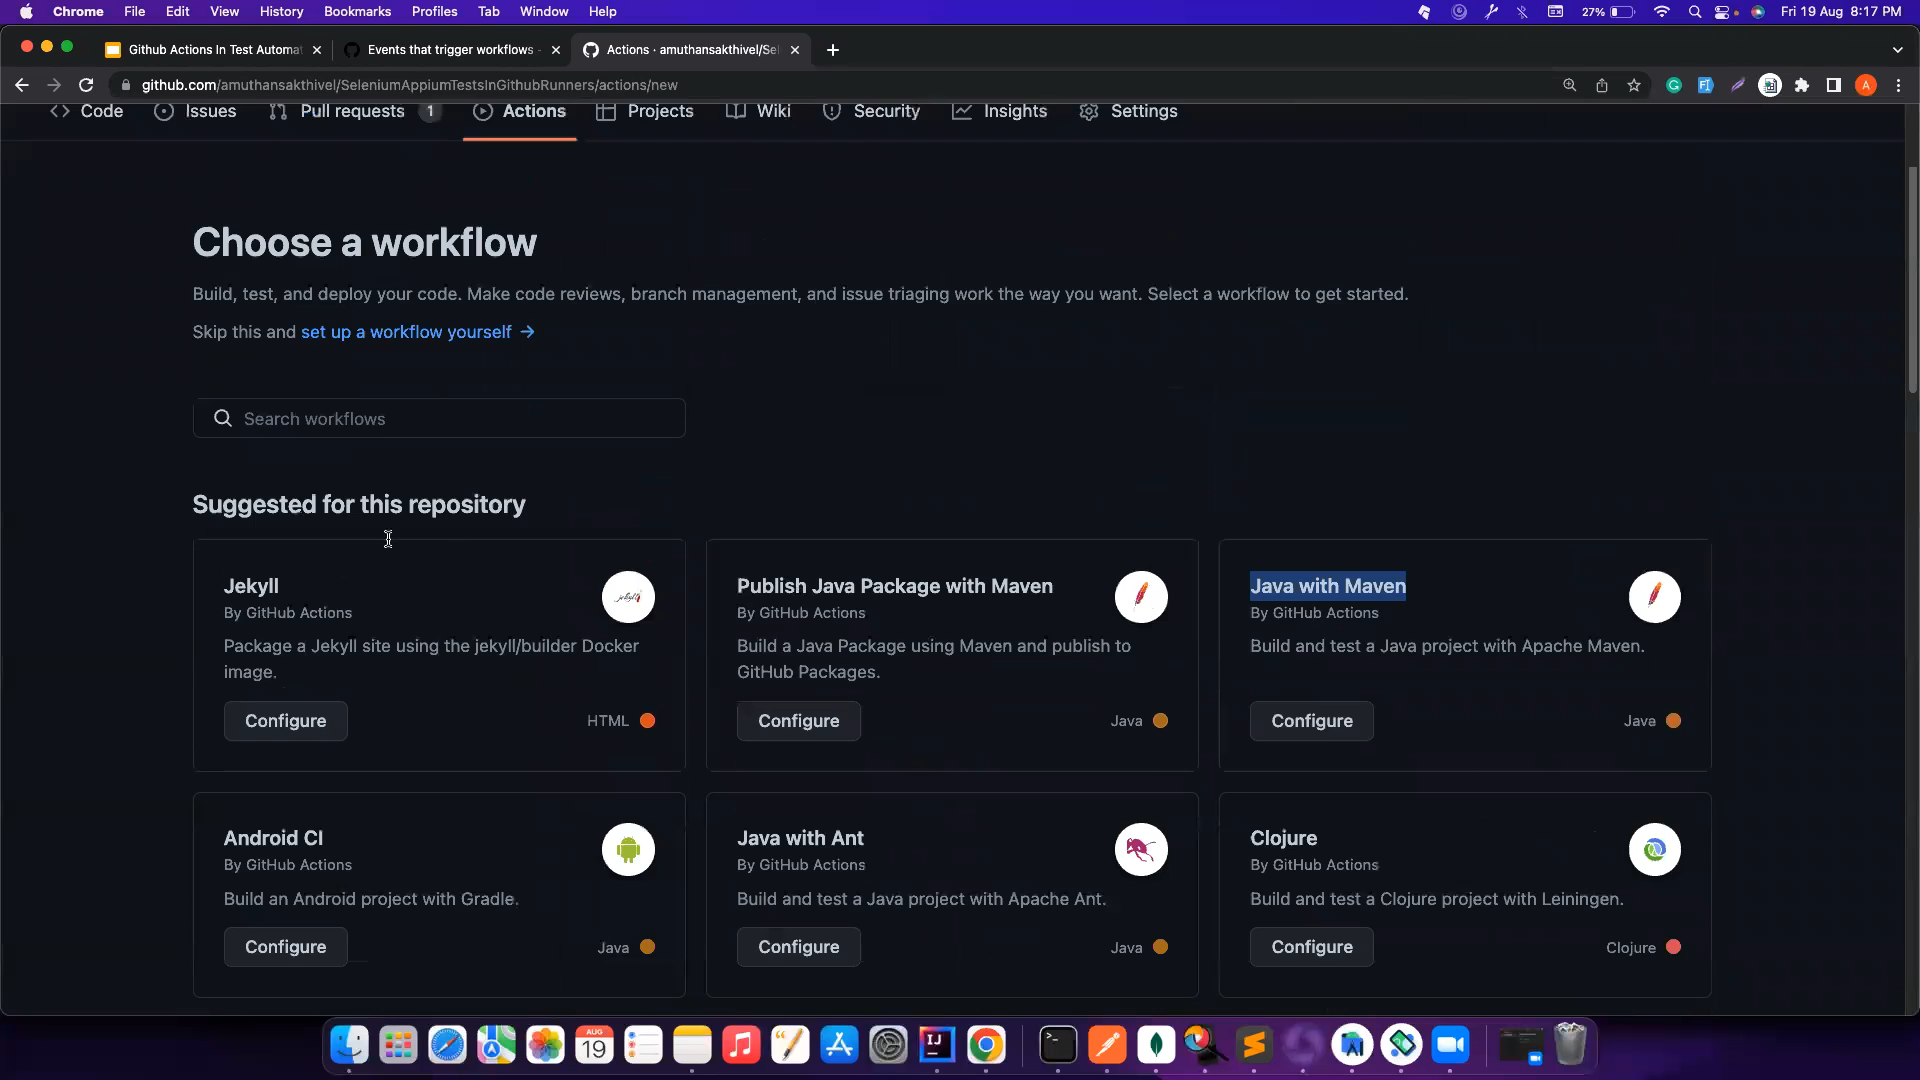 Chrome File Edit View History Bookmarks Profiles Tab Window Help 27% Fri 19 Aug 8:17 PM
Github Actions In Test Automat Events that trigger workflows - Actions · amuthansakthivel/Sel
github.com/amuthansakthivel/SeleniumAppiumTestsInGithubRunners/actions/new A
Code Issues Pull requests 1 Actions Projects Wiki Security Insights Settings
Choose a workflow
Build, test, and deploy your code. Make code reviews, branch management, and issue triaging work the way you want. Select a workflow to get started.
Skip this and set up a workflow yourself →
Search workflows
Suggested for this repository
Jekyll
By GitHub Actions
Package a Jekyll site using the jekyll/builder Docker
image.
Configure HTML
Publish Java Package with Maven
By GitHub Actions
Build a Java Package using Maven and publish to
GitHub Packages.
Configure Java
Java with Maven
By GitHub Actions
Build and test a Java project with Apache Maven.
Configure Java
Android CI
By GitHub Actions
Build an Android project with Gradle.
Configure Java
Java with Ant
By GitHub Actions
Build and test a Java project with Apache Ant.
Configure Java
Clojure
By GitHub Actions
Build and test a Clojure project with Leiningen.
Configure Clojure
AUG
19
IJ